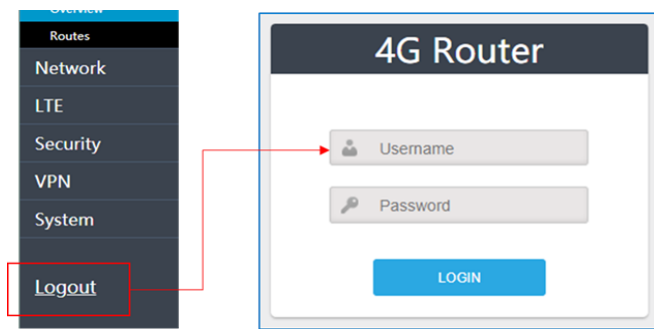 Overview
Routes
Network
LTE
Security
VPN
System
Logout
4G Router
Username
Password
LOGIN